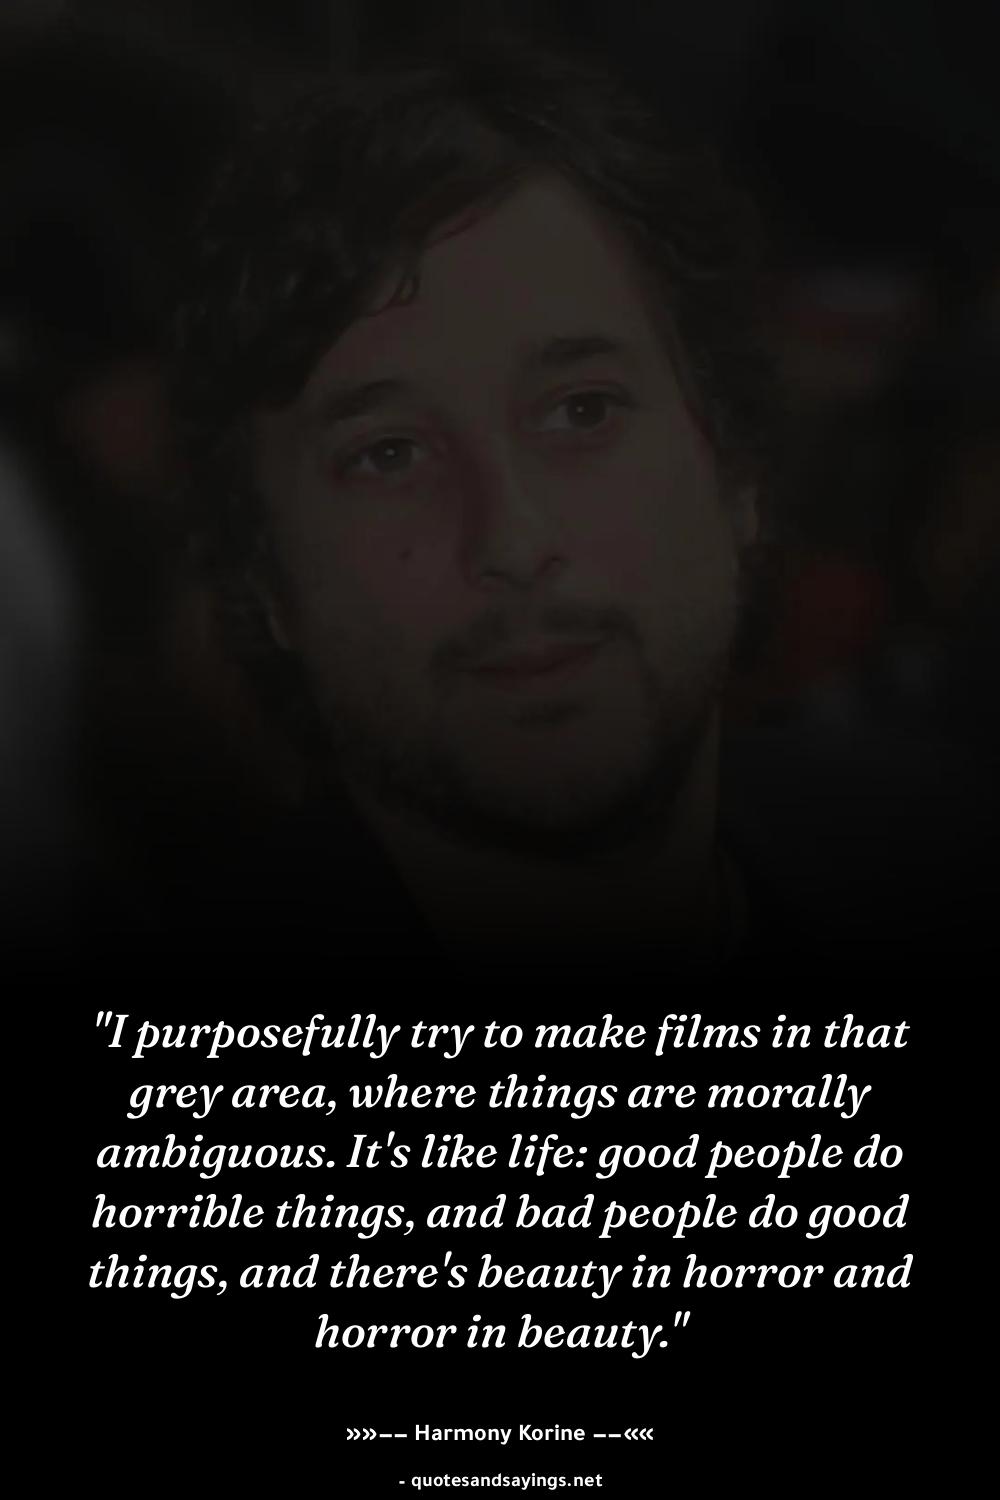 "I purposefully try to make films in that
grey area, where things are morally
ambiguous. It's like life: good people do
horrible things, and bad people do good
things, and there's beauty in horror and
horror in beauty."
»»–– Harmony Korine ––««
- quotesandsayings.net